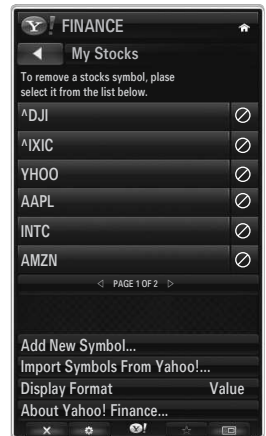 Y! FINANCE
My Stocks
To remove a stocks symbol, plase
select it from the list below.
^DJI
^IXIC
YHOO
AAPL
INTC
AMZN
PAGE 1 OF 2
Add New Symbol...
Import Symbols From Yahoo!...
Display Format Value
About Yahoo! Finance...
Y!